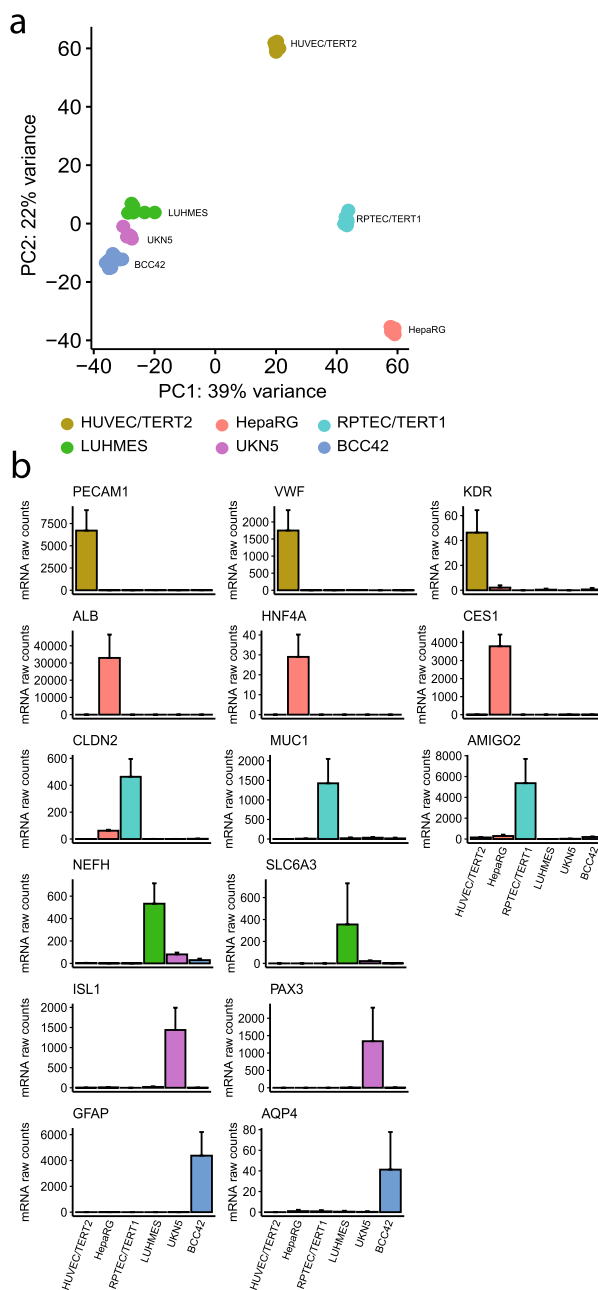 a
PC2: 22% variance
60
40
20
0
−20
−40
HUVEC/TERT2
LUHMES
UKN5
BCC42
RPTEC/TERT1
HepaRG
−40 −20 0 20 40 60
PC1: 39% variance
HUVEC/TERT2 HepaRG RPTEC/TERT1
LUHMES UKN5 BCC42
b
PECAM1
mRNA raw counts
7500
5000
2500
0
VWF
mRNA raw counts
2000
1500
1000
500
0
KDR
mRNA raw counts
60
40
20
0
ALB
mRNA raw counts
40000
30000
20000
10000
0
HNF4A
mRNA raw counts
40
30
20
10
0
CES1
mRNA raw counts
4000
3000
2000
1000
0
CLDN2
mRNA raw counts
600
400
200
0
MUC1
mRNA raw counts
2000
1500
1000
500
0
AMIGO2
mRNA raw counts
8000
6000
4000
2000
0
HUVEC/TERT2
HepaRG
RPTEC/TERT1
LUHMES
UKN5
BCC42
NEFH
mRNA raw counts
600
400
200
0
SLC6A3
mRNA raw counts
600
400
200
0
ISL1
mRNA raw counts
2000
1500
1000
500
0
PAX3
mRNA raw counts
2000
1500
1000
500
0
GFAP
mRNA raw counts
6000
4000
2000
0
HUVEC/TERT2
HepaRG
RPTEC/TERT1
LUHMES
UKN5
BCC42
AQP4
mRNA raw counts
80
60
40
20
0
HUVEC/TERT2
HepaRG
RPTEC/TERT1
LUHMES
UKN5
BCC42